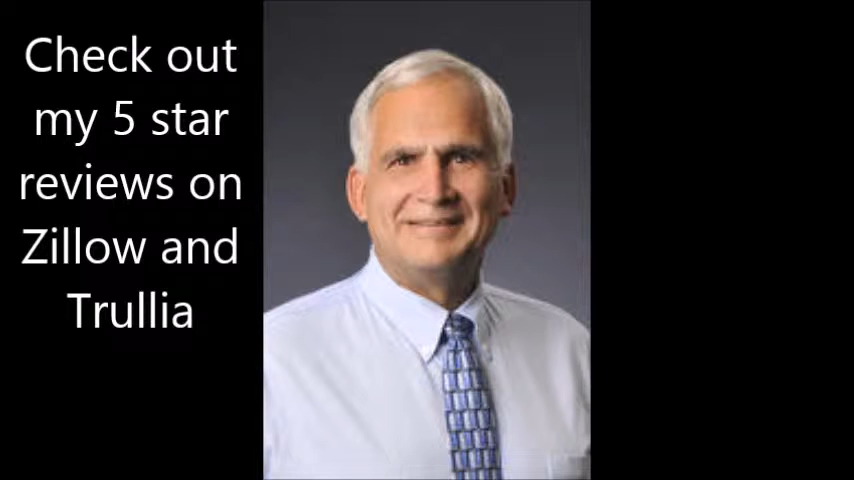 Check out
my 5 star
reviews on
Zillow and
Trullia